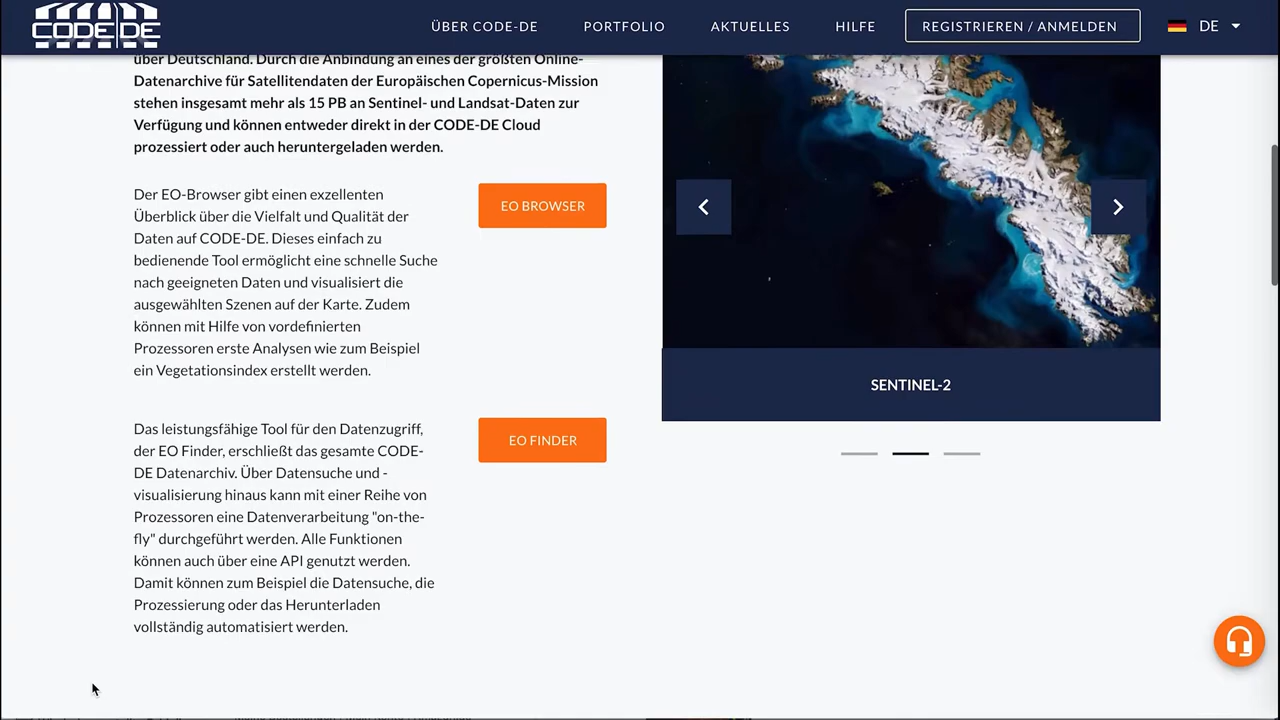 CODE DE
ÜBER CODE-DE
PORTFOLIO
AKTUELLES
HILFE
REGISTRIEREN / ANMELDEN
DE
über Deutschland. Durch die Anbindung an eines der größten Online-
Datenarchive für Satellitendaten der Europäischen Copernicus-Mission
stehen insgesamt mehr als 15 PB an Sentinel- und Landsat-Daten zur
Verfügung und können entweder direkt in der CODE-DE Cloud
prozessiert oder auch heruntergeladen werden.
Der EO-Browser gibt einen exzellenten
Überblick über die Vielfalt und Qualität der
Daten auf CODE-DE. Dieses einfach zu
bedienende Tool ermöglicht eine schnelle Suche
nach geeigneten Daten und visualisiert die
ausgewählten Szenen auf der Karte. Zudem
können mit Hilfe von vordefinierten
Prozessoren erste Analysen wie zum Beispiel
ein Vegetationsindex erstellt werden.
EO BROWSER
Das leistungsfähige Tool für den Datenzugriff,
der EO Finder, erschließt das gesamte CODE-
DE Datenarchiv. Über Datensuche und -
visualisierung hinaus kann mit einer Reihe von
Prozessoren eine Datenverarbeitung "on-the-
fly" durchgeführt werden. Alle Funktionen
können auch über eine API genutzt werden.
Damit können zum Beispiel die Datensuche, die
Prozessierung oder das Herunterladen
vollständig automatisiert werden.
EO FINDER
SENTINEL-2